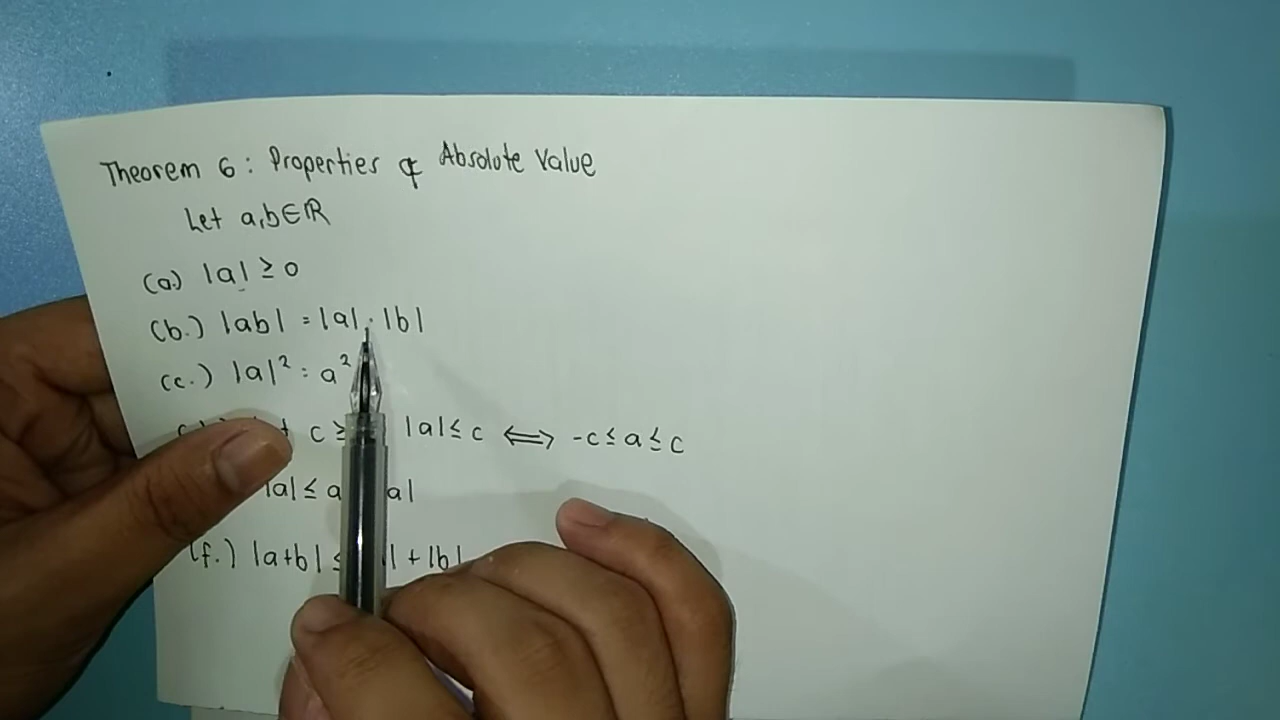 Theorem 6: Properties of Absolute Value
Let a,b∈ℝ
(a.) |a| ≥ 0
(b.) |ab| = |a|·|b|
(c.) |a|² = a²
c ≥ |a| ≤ c ⟺ -c ≤ a ≤ c
|a| ≤ a a|
(f.) |a+b| ≤ | + |b|